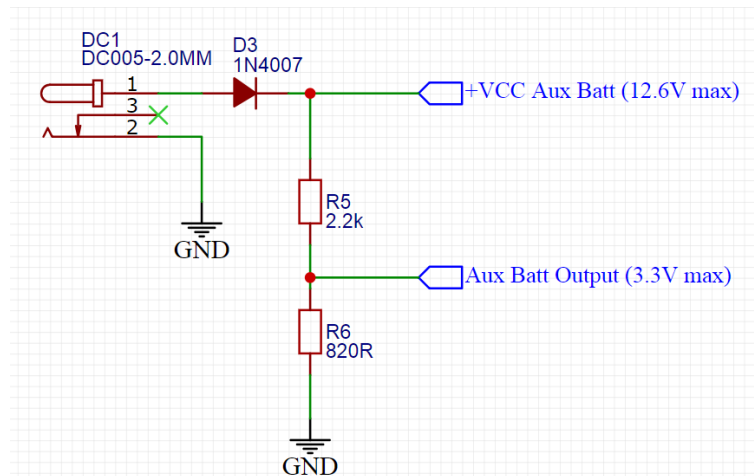 DC1
DC005-2.0MM
1
3
2
GND
D3
1N4007
+VCC Aux Batt (12.6V max)
R5
2.2k
Aux Batt Output (3.3V max)
R6
820R
GND